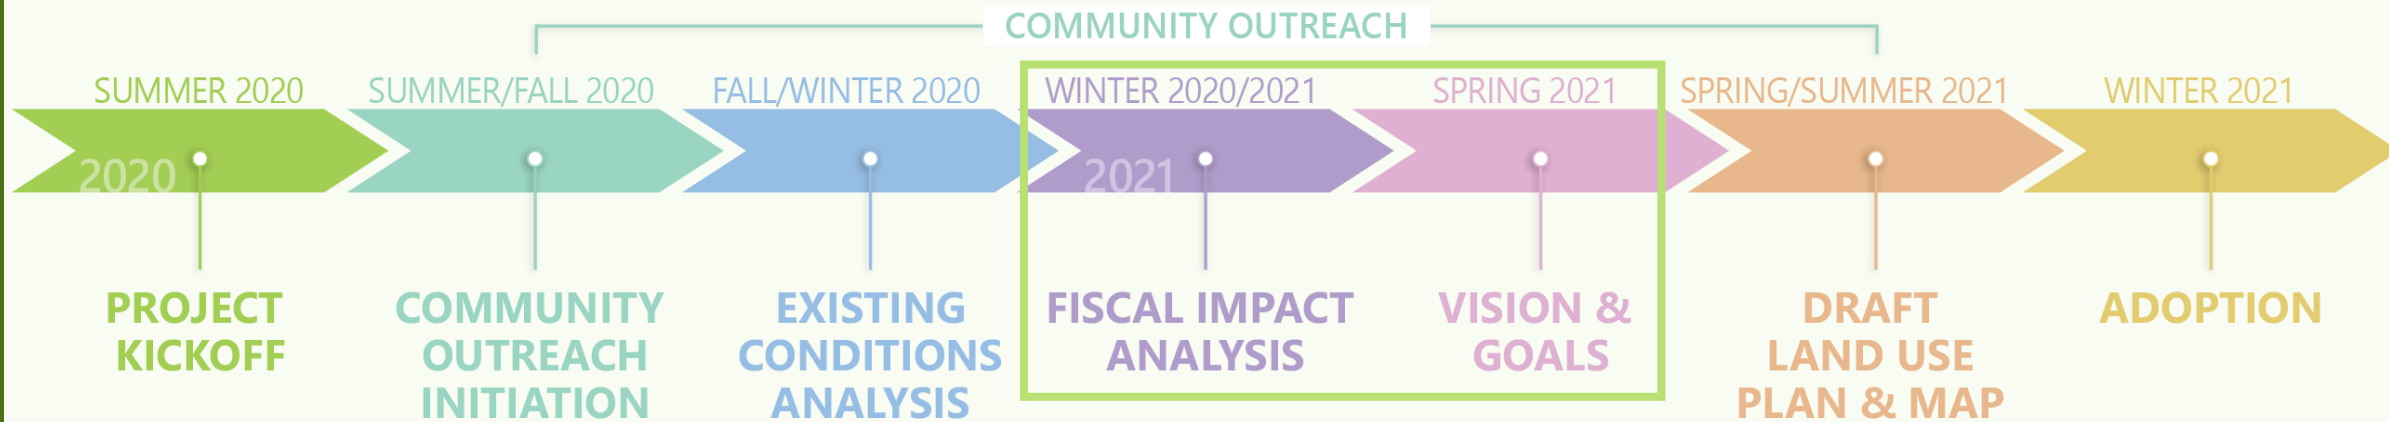 COMMUNITY OUTREACH
SUMMER 2020
SUMMER/FALL 2020
FALL/WINTER 2020
WINTER 2020/2021
SPRING 2021
SPRING/SUMMER 2021
WINTER 2021
2020
2021
PROJECT
KICKOFF
COMMUNITY
OUTREACH
INITIATION
EXISTING
CONDITIONS
ANALYSIS
FISCAL IMPACT
ANALYSIS
VISION &
GOALS
DRAFT
LAND USE
PLAN & MAP
ADOPTION